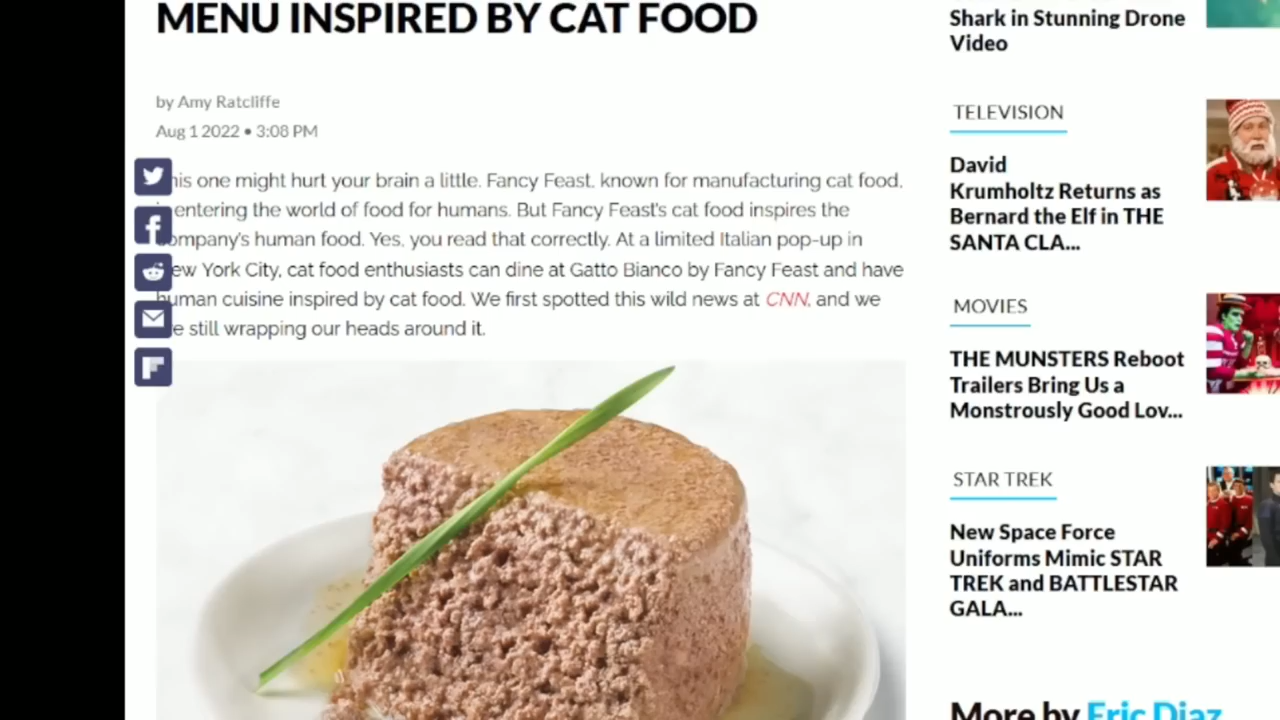 MENU INSPIRED BY CAT FOOD
by Amy Ratcliffe
Aug 1 2022 • 3:08 PM
his one might hurt your brain a little. Fancy Feast, known for manufacturing cat food,
entering the world of food for humans. But Fancy Feast's cat food inspires the
ompany's human food. Yes, you read that correctly. At a limited Italian pop-up in
ew York City, cat food enthusiasts can dine at Gatto Bianco by Fancy Feast and have
human cuisine inspired by cat food. We first spotted this wild news at CNN, and we
e still wrapping our heads around it.
Shark in Stunning Drone
Video
TELEVISION
David
Krumholtz Returns as
Bernard the Elf in THE
SANTA CLA...
MOVIES
THE MUNSTERS Reboot
Trailers Bring Us a
Monstrously Good Lov...
STAR TREK
New Space Force
Uniforms Mimic STAR
TREK and BATTLESTAR
GALA...
More by Eric Diaz